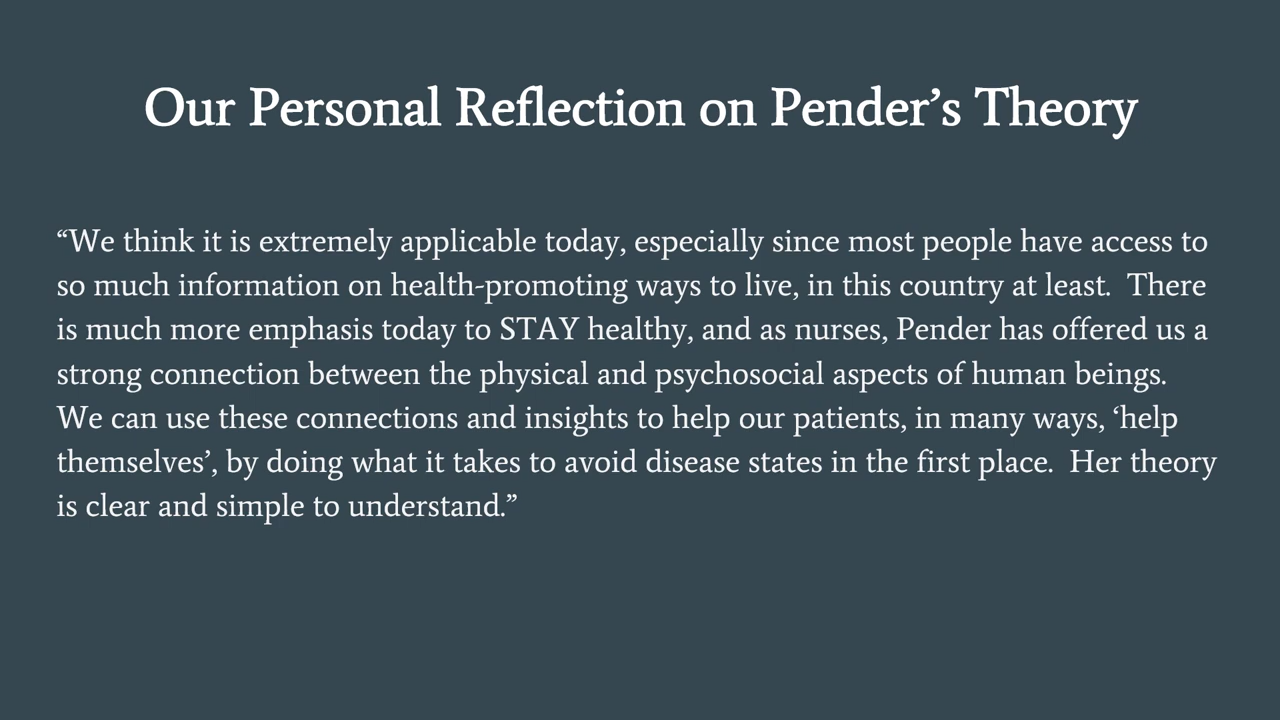 Our Personal Reflection on Pender’s Theory
“We think it is extremely applicable today, especially since most people have access to
so much information on health-promoting ways to live, in this country at least.  There
is much more emphasis today to STAY healthy, and as nurses, Pender has offered us a
strong connection between the physical and psychosocial aspects of human beings.
We can use these connections and insights to help our patients, in many ways, ‘help
themselves’, by doing what it takes to avoid disease states in the first place.  Her theory
is clear and simple to understand.”